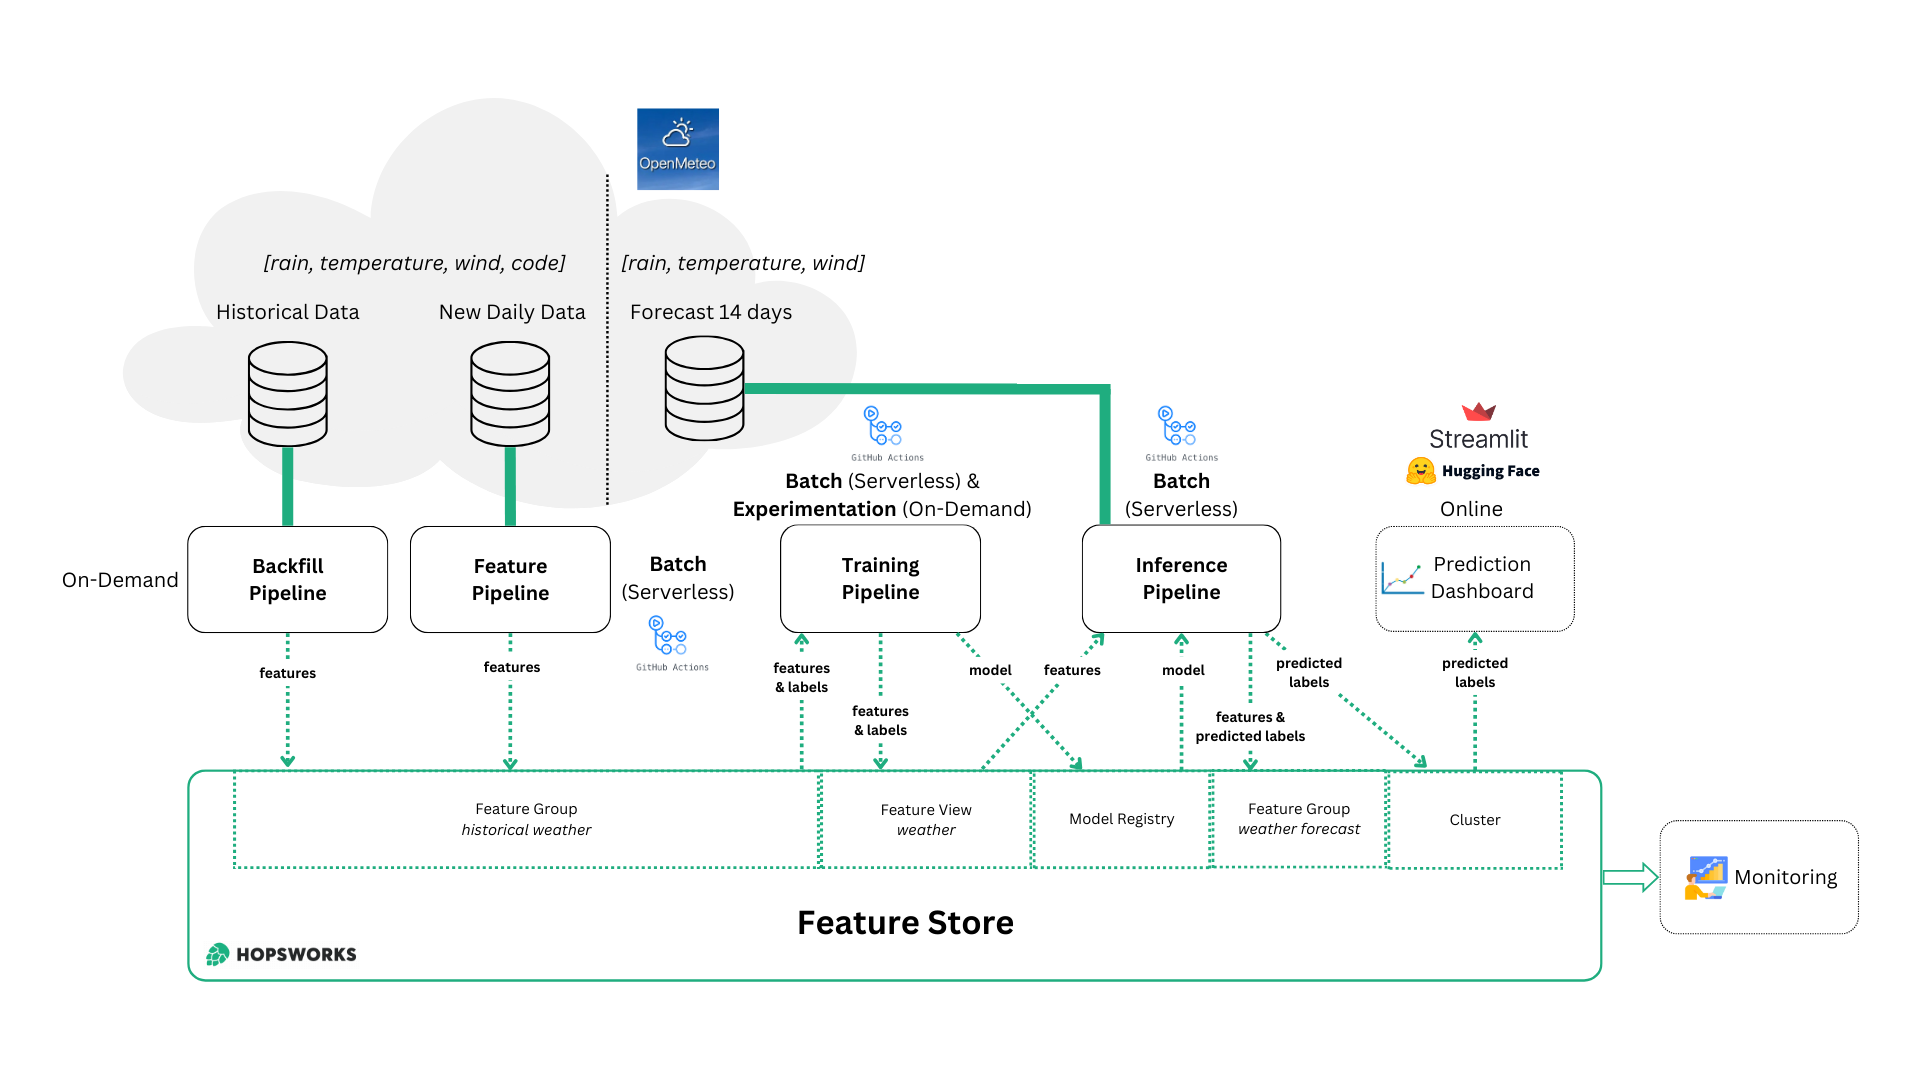 OpenMeteo
[rain, temperature, wind, code]
[rain, temperature, wind]
Historical Data
New Daily Data
Forecast 14 days
GitHub Actions
Batch (Serverless) &
Experimentation (On-Demand)
GitHub Actions
Batch
(Serverless)
Streamlit
Hugging Face
Online
On-Demand
Backfill
Pipeline
Feature
Pipeline
Batch
(Serverless)
GitHub Actions
Training
Pipeline
Inference
Pipeline
Prediction
Dashboard
features
features
features
& labels
features
& labels
model
features
model
features &
predicted labels
predicted
labels
predicted
labels
Feature Group
historical weather
Feature View
weather
Model Registry
Feature Group
weather forecast
Cluster
Monitoring
Feature Store
HOPSWORKS